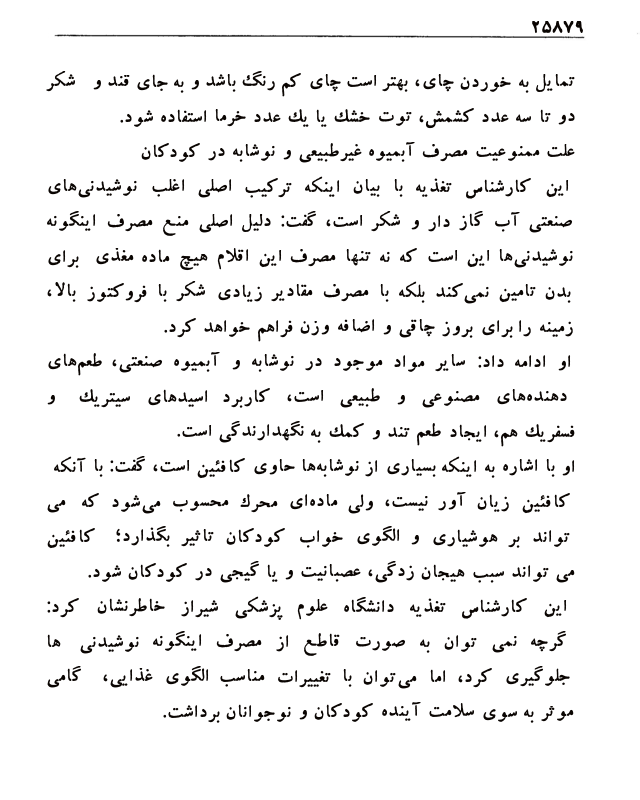 ۲۵۸۷۹
تمایل به خوردن چای، بهتر است چای کم رنگ باشد و به جای قند و شکر
دو تا سه عدد کشمش، توت خشك یا یك عدد خرما استفاده شود.
علت ممنوعیت مصرف آبمیوه غیرطبیعی و نوشابه در کودکان
این کارشناس تغذیه با بیان اینکه ترکیب اصلی اغلب نوشیدنی‌های
صنعتی آب گاز دار و شکر است، گفت: دلیل اصلی منع مصرف اینگونه
نوشیدنی‌ها این است که نه تنها مصرف این اقلام هیچ ماده مغذی برای
بدن تامین نمی‌کند بلکه با مصرف مقادیر زیادی شکر با فروکتوز بالا،
زمینه را برای بروز چاقی و اضافه وزن فراهم خواهد کرد.
او ادامه داد: سایر مواد موجود در نوشابه و آبمیوه صنعتی، طعم‌های
دهنده‌های مصنوعی و طبیعی است، کاربرد اسیدهای سیتریك و
فسفریك هم، ایجاد طعم تند و کمك به نگهدارندگی است.
او با اشاره به اینکه بسیاری از نوشابه‌ها حاوی کافئین است، گفت: با آنکه
کافئین زیان آور نیست، ولی ماده‌ای محرك محسوب می‌شود که می
تواند بر هوشیاری و الگوی خواب کودکان تاثیر بگذارد؛ کافئین
می تواند سبب هیجان زدگی، عصبانیت و یا گیجی در کودکان شود.
این کارشناس تغذیه دانشگاه علوم پزشکی شیراز خاطرنشان کرد:
گرچه نمی توان به صورت قاطع از مصرف اینگونه نوشیدنی ها
جلوگیری کرد، اما می‌توان با تغییرات مناسب الگوی غذایی، گامی
موثر به سوی سلامت آینده کودکان و نوجوانان برداشت.